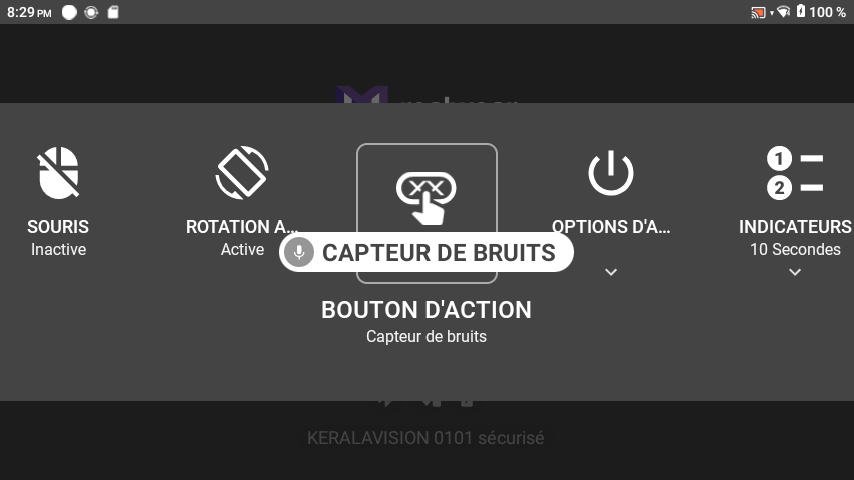 8:29 PM
100 %
1
2
SOURIS
Inactive
ROTATION A...
Active
XX
CAPTEUR DE BRUITS
BOUTON D'ACTION
Capteur de bruits
OPTIONS D'A...
INDICATEURS
10 Secondes
KERALAVISION 0101 sécurisé